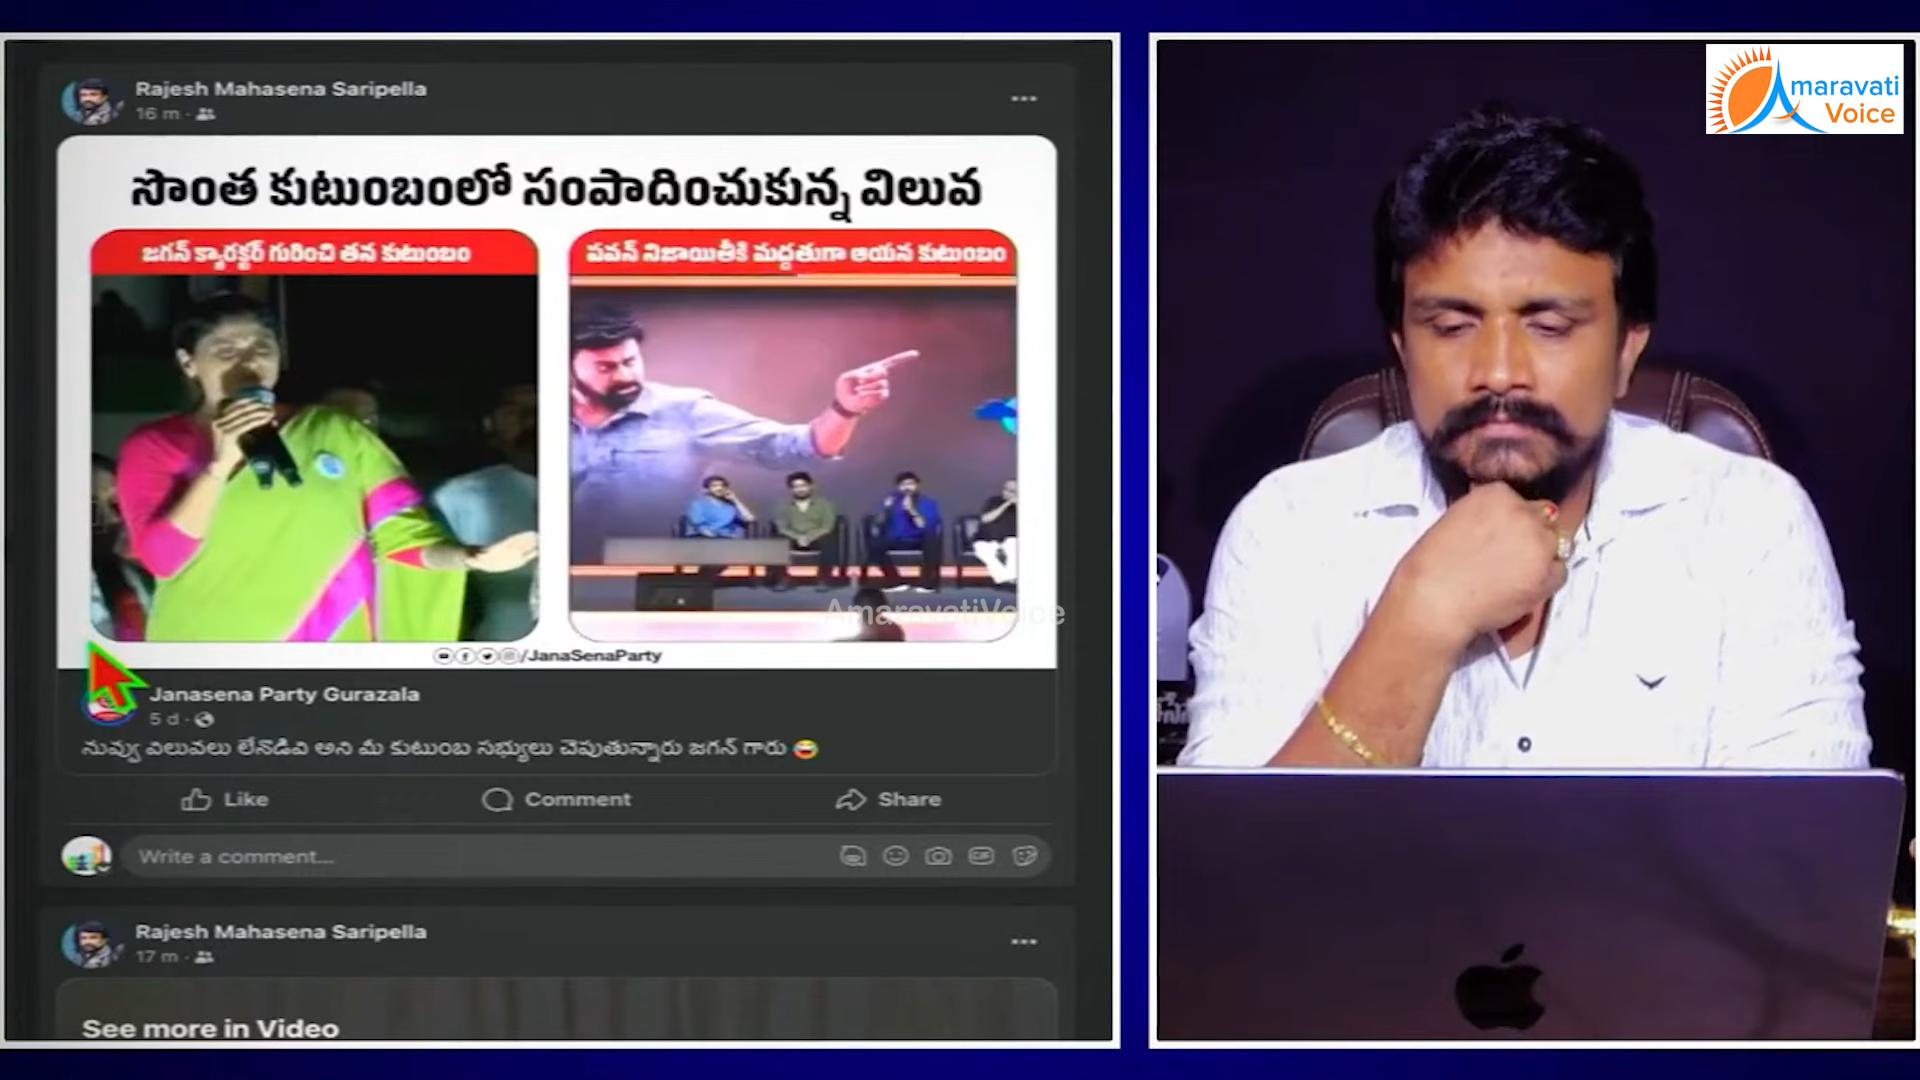 Rajesh Mahasena Saripella
16 m ·
సొంత కుటుంబంలో సంపాదించుకున్న విలువ
జగన్ క్యారక్టర్ గురించి తన కుటుంబం
పవన్ నిజాయితీకి మద్దతుగా ఆయన కుటుంబం
/JanaSenaParty
Janasena Party Gurazala
5 d ·
నువ్వు విలువలు లేనోడివి అని మీ కుటుంబ సభ్యులు చెపుతున్నారు జగన్ గారు 😂
Like
Comment
Share
Write a comment...
GIF
Rajesh Mahasena Saripella
17 m ·
See more in Video
AmaravatiVoice
Amaravati
Voice